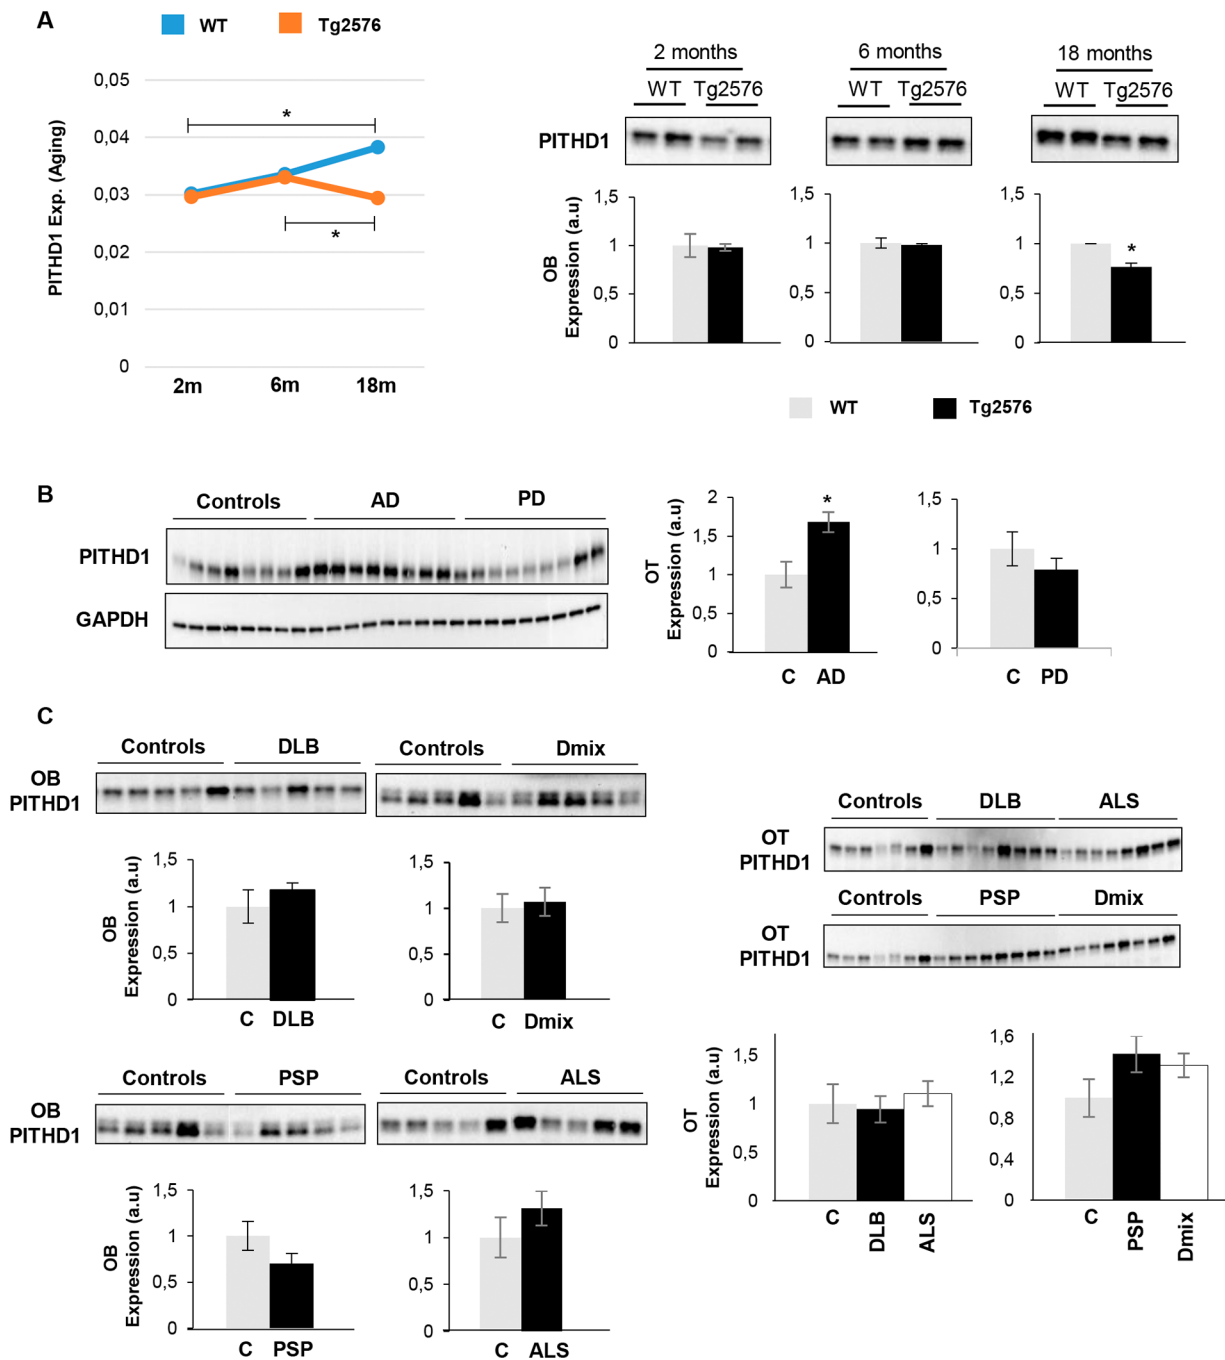 A
WT Tg2576
0,05
0,04
0,03
0,02
0,01
0
PITHD1 Exp. (Aging)
*
*
2m 6m 18m
2 months 6 months 18 months
WT Tg2576 WT Tg2576 WT Tg2576
PITHD1
OB
Expression (a.u)
1,5
1
0,5
0
1,5
1
0,5
0
1,5
1
0,5
0
*
WT Tg2576
B
Controls AD PD
PITHD1
GAPDH
OT
Expression (a.u)
2
1,5
1
0,5
0
*
C AD
1,5
1
0,5
0
C PD
C
Controls DLB
OB
PITHD1
Controls Dmix
OB
Expression (a.u)
1,5
1
0,5
0
C DLB
1,5
1
0,5
0
C Dmix
Controls PSP
OB
PITHD1
Controls ALS
OB
Expression (a.u)
1,5
1
0,5
0
C PSP
1,5
1
0,5
0
C ALS
Controls DLB ALS
OT
PITHD1
Controls PSP Dmix
OT
PITHD1
OT
Expression (a.u)
1,5
1
0,5
0
C DLB ALS
1,6
1,2
0,8
0,4
0
C PSP Dmix